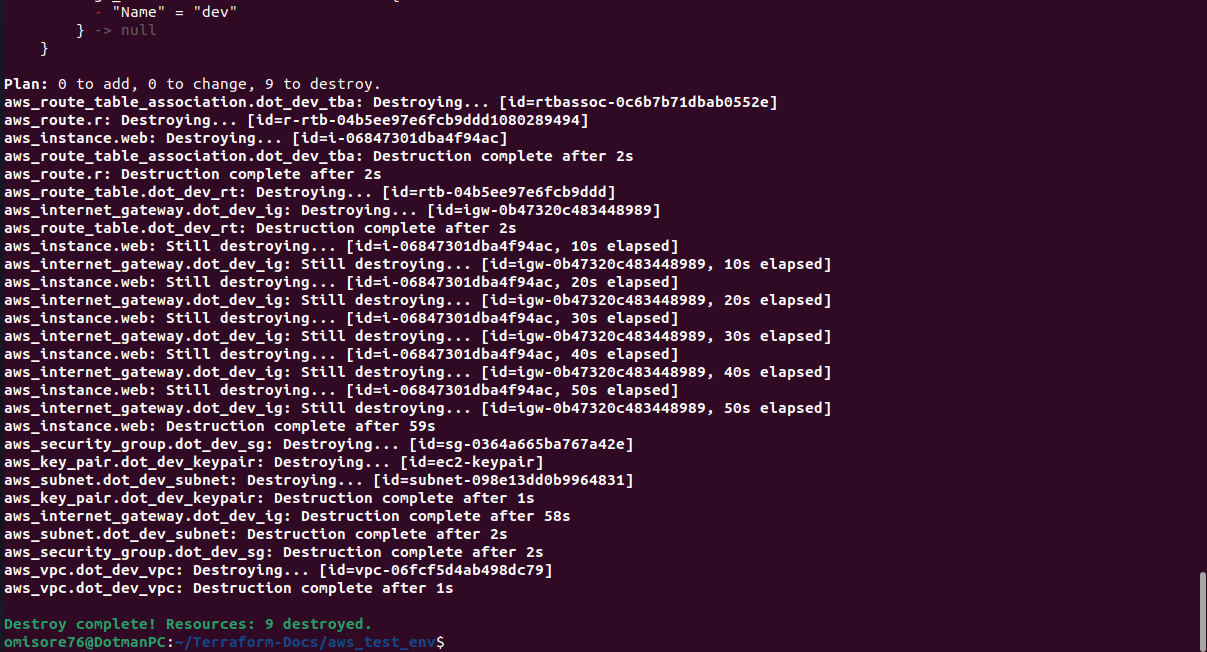 - "Name" = "dev"
} -> null
}
Plan: 0 to add, 0 to change, 9 to destroy.
aws_route_table_association.dot_dev_tba: Destroying... [id=rtbassoc-0c6b7b71dbab0552e]
aws_route.r: Destroying... [id=r-rtb-04b5ee97e6fcb9ddd1080289494]
aws_instance.web: Destroying... [id=i-06847301dba4f94ac]
aws_route_table_association.dot_dev_tba: Destruction complete after 2s
aws_route.r: Destruction complete after 2s
aws_route_table.dot_dev_rt: Destroying... [id=rtb-04b5ee97e6fcb9ddd]
aws_internet_gateway.dot_dev_ig: Destroying... [id=igw-0b47320c483448989]
aws_route_table.dot_dev_rt: Destruction complete after 2s
aws_instance.web: Still destroying... [id=i-06847301dba4f94ac, 10s elapsed]
aws_internet_gateway.dot_dev_ig: Still destroying... [id=igw-0b47320c483448989, 10s elapsed]
aws_instance.web: Still destroying... [id=i-06847301dba4f94ac, 20s elapsed]
aws_internet_gateway.dot_dev_ig: Still destroying... [id=igw-0b47320c483448989, 20s elapsed]
aws_instance.web: Still destroying... [id=i-06847301dba4f94ac, 30s elapsed]
aws_internet_gateway.dot_dev_ig: Still destroying... [id=igw-0b47320c483448989, 30s elapsed]
aws_instance.web: Still destroying... [id=i-06847301dba4f94ac, 40s elapsed]
aws_internet_gateway.dot_dev_ig: Still destroying... [id=igw-0b47320c483448989, 40s elapsed]
aws_instance.web: Still destroying... [id=i-06847301dba4f94ac, 50s elapsed]
aws_internet_gateway.dot_dev_ig: Still destroying... [id=igw-0b47320c483448989, 50s elapsed]
aws_instance.web: Destruction complete after 59s
aws_security_group.dot_dev_sg: Destroying... [id=sg-0364a665ba767a42e]
aws_key_pair.dot_dev_keypair: Destroying... [id=ec2-keypair]
aws_subnet.dot_dev_subnet: Destroying... [id=subnet-098e13dd0b9964831]
aws_key_pair.dot_dev_keypair: Destruction complete after 1s
aws_internet_gateway.dot_dev_ig: Destruction complete after 58s
aws_subnet.dot_dev_subnet: Destruction complete after 2s
aws_security_group.dot_dev_sg: Destruction complete after 2s
aws_vpc.dot_dev_vpc: Destroying... [id=vpc-06fcf5d4ab498dc79]
aws_vpc.dot_dev_vpc: Destruction complete after 1s
Destroy complete! Resources: 9 destroyed.
omisore76@DotmanPC:~/Terraform-Docs/aws_test_env$